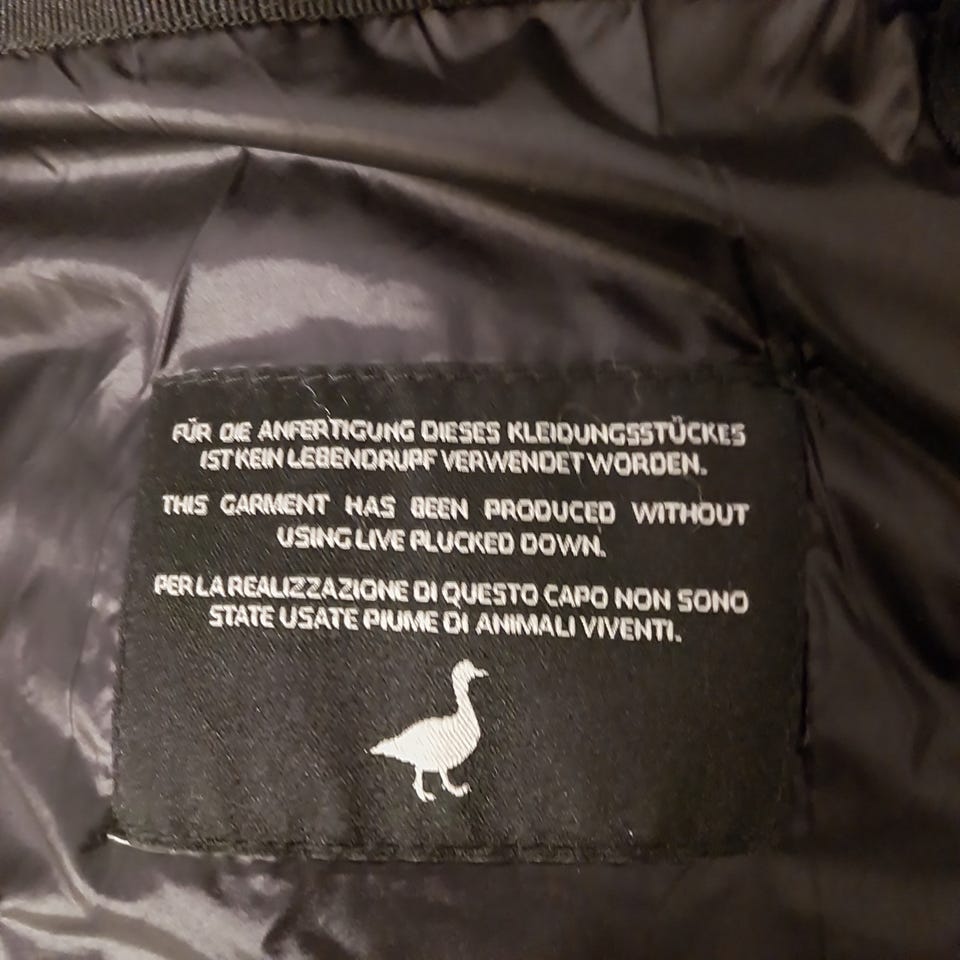 FÜR DIE ANFERTIGUNG DIESES KLEIDUNGSSTÜCKES
IST KEIN LEBENDRUPF VERWENDET WORDEN.
THIS GARMENT HAS BEEN PRODUCED WITHOUT
USING LIVE PLUCKED DOWN.
PER LA REALIZZAZIONE DI QUESTO CAPO NON SONO
STATE USATE PIUME DI ANIMALI VIVENTI.